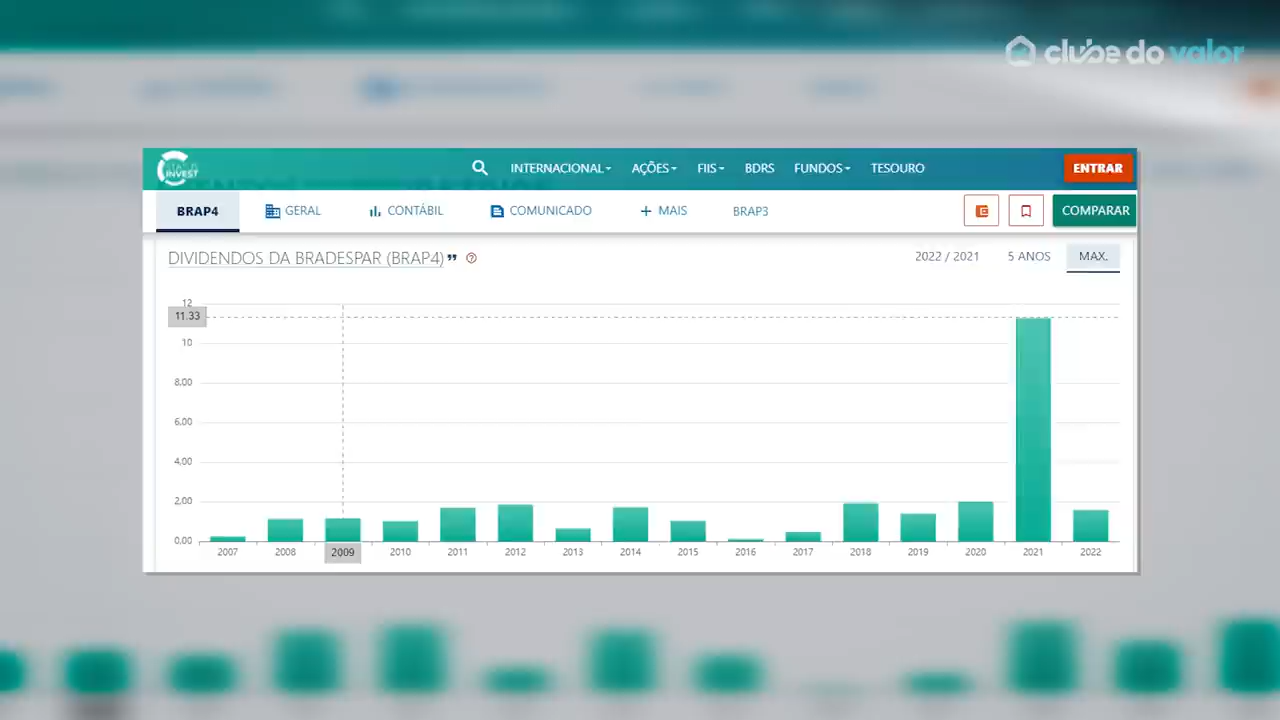 clube do valor
STATUS INVEST
INTERNACIONAL AÇÕES FIIS BDRS FUNDOS TESOURO ENTRAR
BRAP4 GERAL CONTÁBIL COMUNICADO + MAIS BRAP3 COMPARAR
DIVIDENDOS DA BRADESPAR (BRAP4) 2022 / 2021 5 ANOS MAX.
12
11.33
10
8.00
6.00
4.00
2.00
0.00
2007 2008 2009 2010 2011 2012 2013 2014 2015 2016 2017 2018 2019 2020 2021 2022